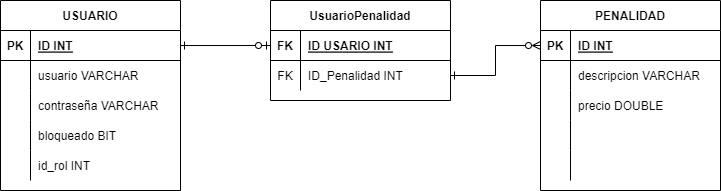 USUARIO
PK ID INT
usuario VARCHAR
contraseña VARCHAR
bloqueado BIT
id_rol INT
UsuarioPenalidad
FK ID USARIO INT
FK ID_Penalidad INT
PENALIDAD
PK ID INT
descripcion VARCHAR
precio DOUBLE